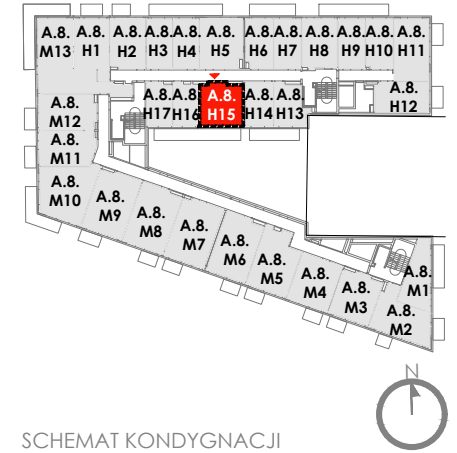 A.8. A.8. A.8. A.8. A.8. A.8. A.8. A.8. A.8. A.8. A.8. A.8.
M13 H1 H2 H3 H4 H5 H6 H7 H8 H9 H10 H11
A.8. A.8. A.8. A.8. A.8. A.8.
H17 H16 H15 H14 H13 H12
A.8.
M12
A.8.
M11
A.8.
M10
A.8.
M9
A.8.
M8
A.8.
M7
A.8.
M6
A.8.
M5
A.8.
M4
A.8.
M3
A.8.
M2
A.8.
M1
N
SCHEMAT KONDYGNACJI